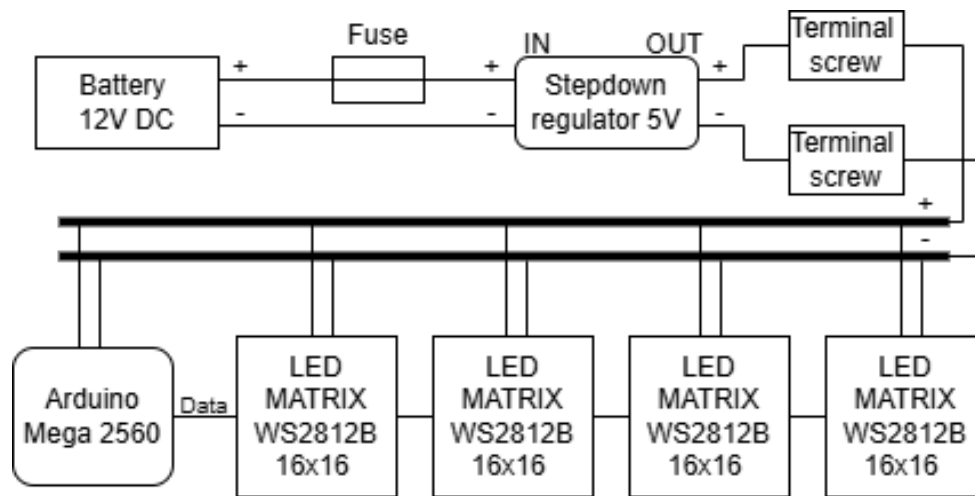 Fuse
Terminal
screw
IN
OUT
Battery
12V DC
+
-
+
-
Stepdown
regulator 5V
+
-
Terminal
screw
+
-
Arduino
Mega 2560
Data
LED
MATRIX
WS2812B
16x16
LED
MATRIX
WS2812B
16x16
LED
MATRIX
WS2812B
16x16
LED
MATRIX
WS2812B
16x16